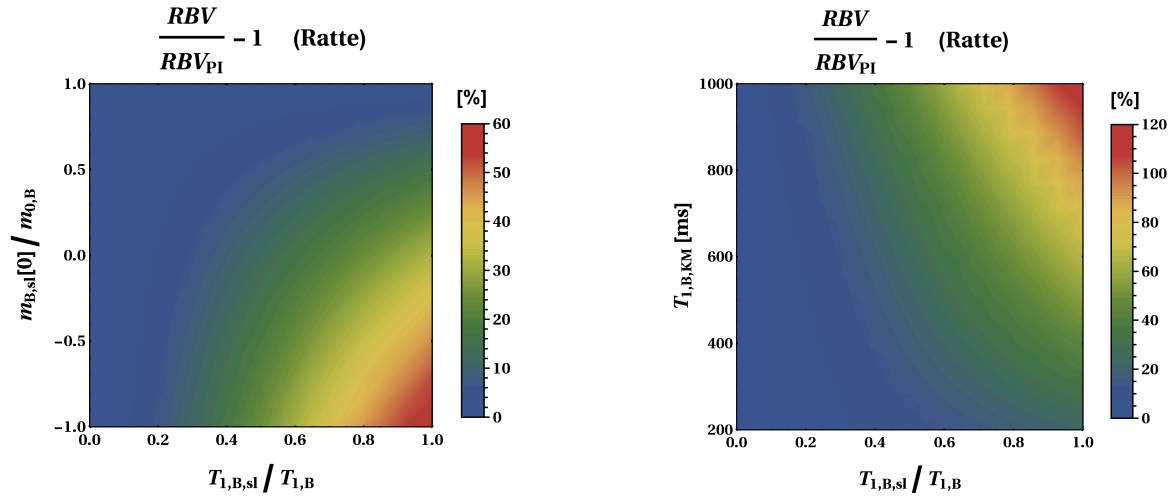 RBV
RBV_PI
− 1 (Ratte)
[%]
1.0
0.5
0.0
−0.5
−1.0
m_B,sl[0] / m_0,B
0.0 0.2 0.4 0.6 0.8 1.0
T_1,B,sl / T_1,B
60
50
40
30
20
10
0
RBV
RBV_PI
− 1 (Ratte)
[%]
1000
800
600
400
200
T_1,B,KM [ms]
0.0 0.2 0.4 0.6 0.8 1.0
T_1,B,sl / T_1,B
120
100
80
60
40
20
0